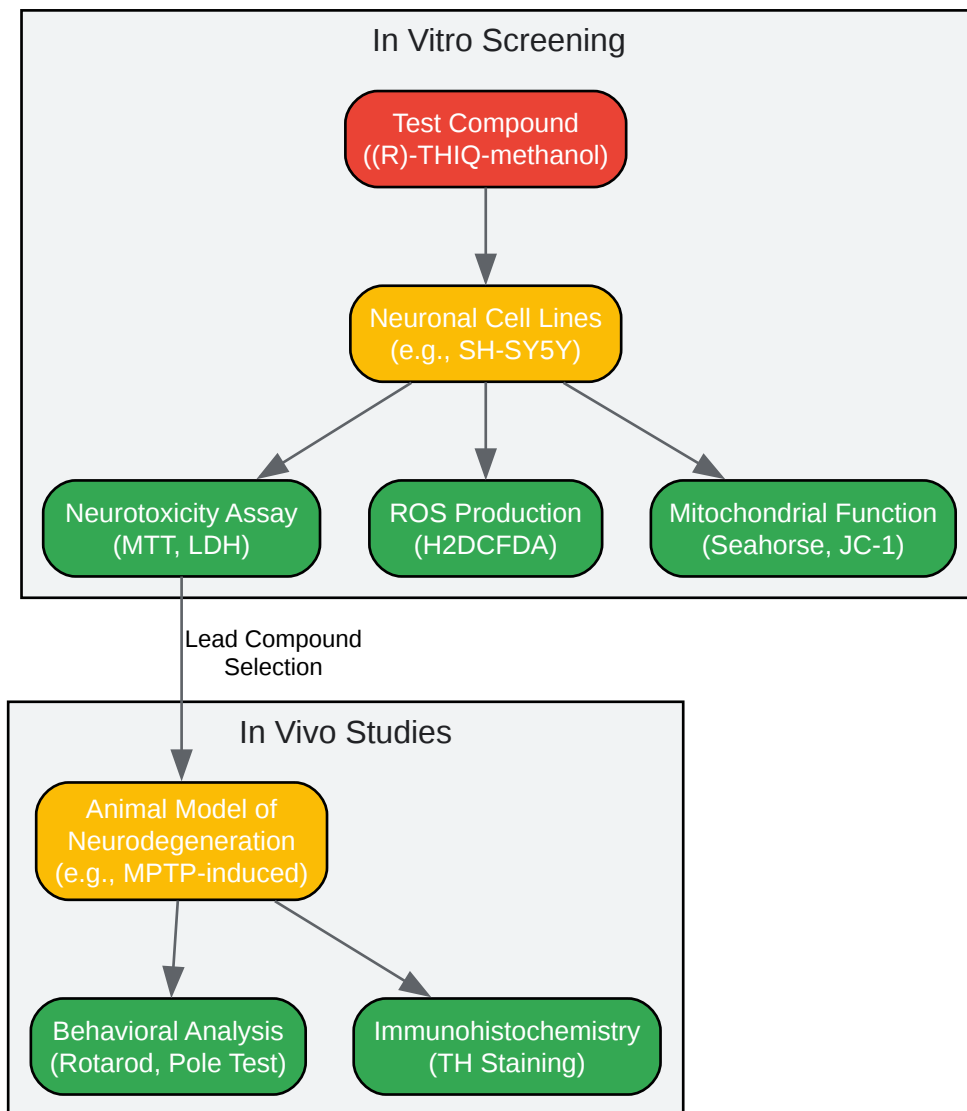 In Vitro Screening
Test Compound
((R)-THIQ-methanol)
Neuronal Cell Lines
(e.g., SH-SY5Y)
Neurotoxicity Assay
(MTT, LDH)
ROS Production
(H2DCFDA)
Mitochondrial Function
(Seahorse, JC-1)
Lead Compound
Selection
In Vivo Studies
Animal Model of
Neurodegeneration
(e.g., MPTP-induced)
Behavioral Analysis
(Rotarod, Pole Test)
Immunohistochemistry
(TH Staining)